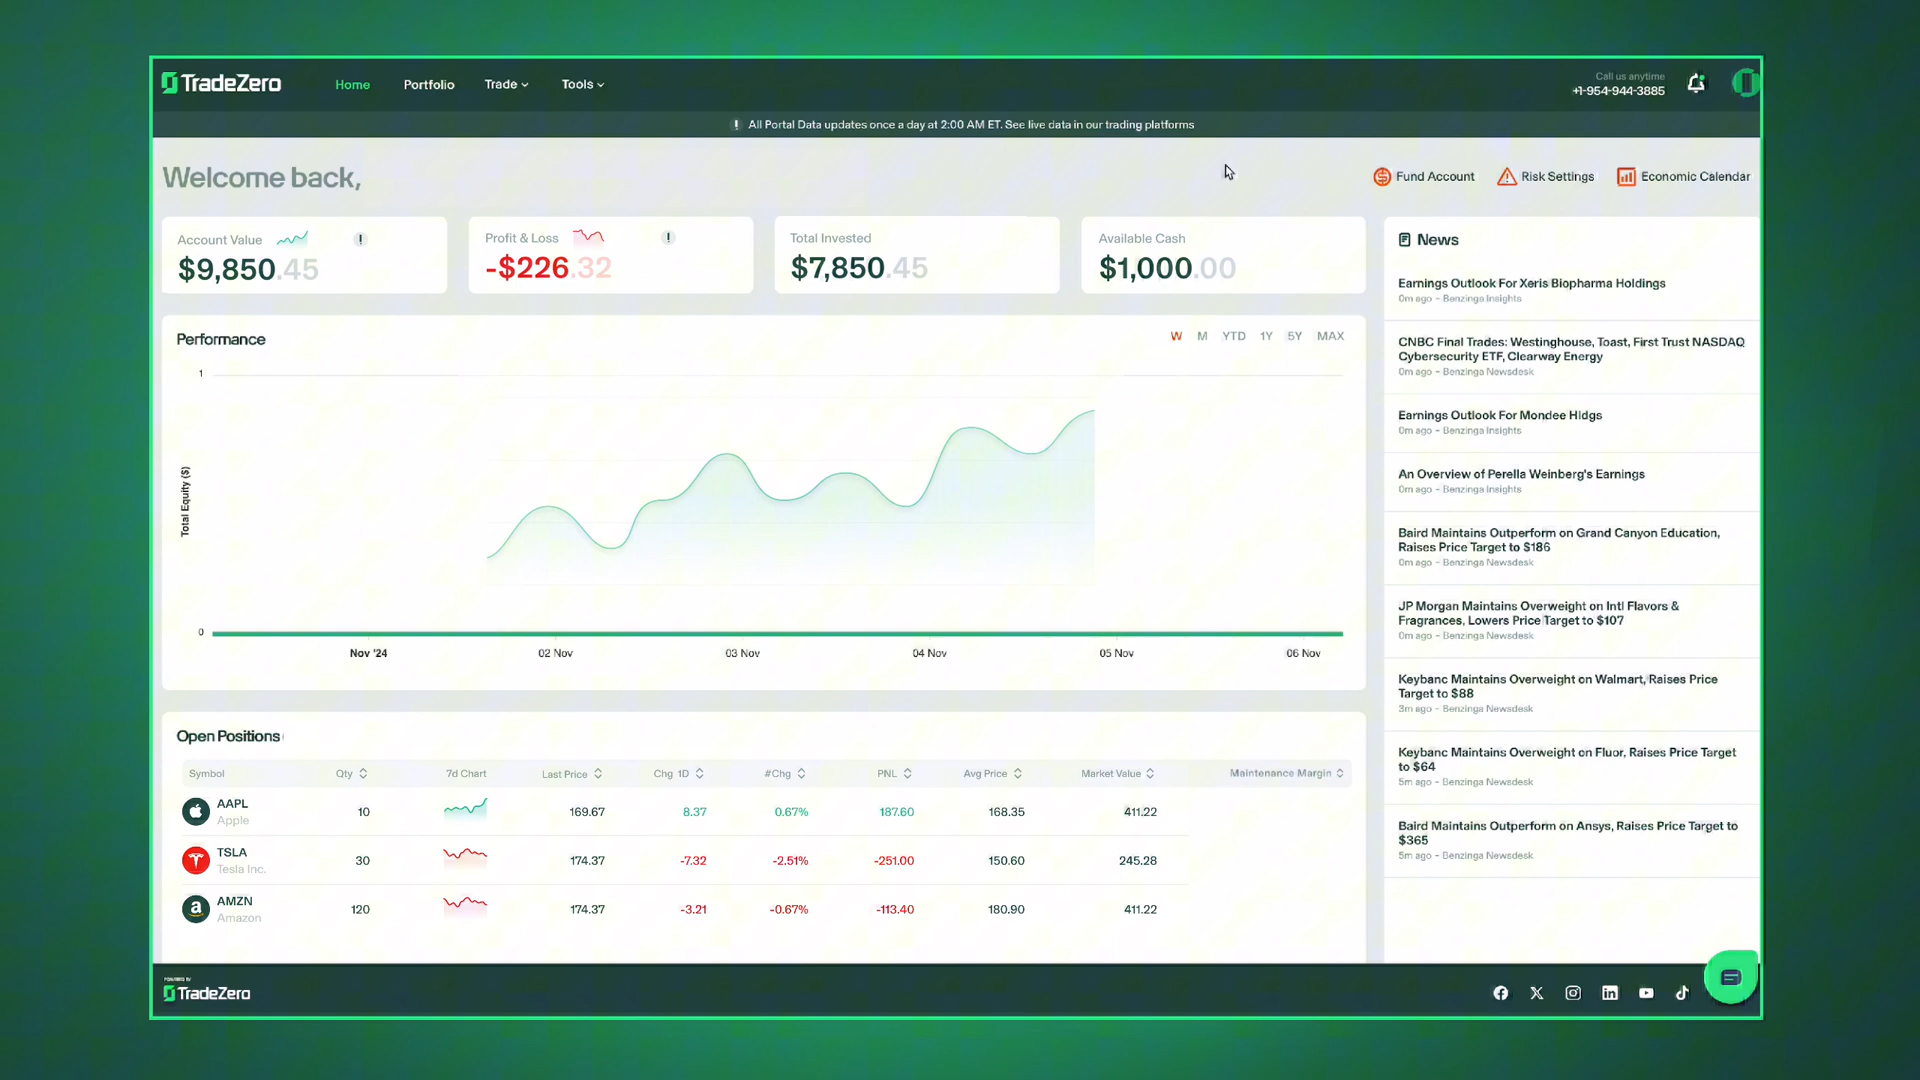 TradeZero
Home
Portfolio
Trade
Tools
Call us anytime
+1-954-944-3885
! All Portal Data updates once a day at 2:00 AM ET. See live data in our trading platforms
Welcome back,
Fund Account
Risk Settings
Economic Calendar
Account Value !
$9,850.45
Profit & Loss !
-$226.32
Total Invested
$7,850.45
Available Cash
$1,000.00
Performance
W M YTD 1Y 5Y MAX
1
Total Equity ($)
0
Nov '24 02 Nov 03 Nov 04 Nov 05 Nov 06 Nov
Open Positions
Symbol Qty 7d Chart Last Price Chg 1D #Chg PNL Avg Price Market Value Maintenance Margin
AAPL
Apple
10 169.67 8.37 0.67% 187.60 168.35 411.22
TSLA
Tesla Inc.
30 174.37 -7.32 -2.51% -251.00 150.60 245.28
a
AMZN
Amazon
120 174.37 -3.21 -0.67% -113.40 180.90 411.22
News
Earnings Outlook For Xeris Biopharma Holdings
0m ago - Benzinga Insights
CNBC Final Trades: Westinghouse, Toast, First Trust NASDAQ
Cybersecurity ETF, Clearway Energy
0m ago - Benzinga Newsdesk
Earnings Outlook For Mondee Hldgs
0m ago - Benzinga Insights
An Overview of Perella Weinberg's Earnings
0m ago - Benzinga Insights
Baird Maintains Outperform on Grand Canyon Education,
Raises Price Target to $186
0m ago - Benzinga Newsdesk
JP Morgan Maintains Overweight on Intl Flavors &
Fragrances, Lowers Price Target to $107
0m ago - Benzinga Newsdesk
Keybanc Maintains Overweight on Walmart, Raises Price
Target to $88
3m ago - Benzinga Newsdesk
Keybanc Maintains Overweight on Fluor, Raises Price Target
to $64
5m ago - Benzinga Newsdesk
Baird Maintains Outperform on Ansys, Raises Price Target to
$365
5m ago - Benzinga Newsdesk
POWERED BY
TradeZero